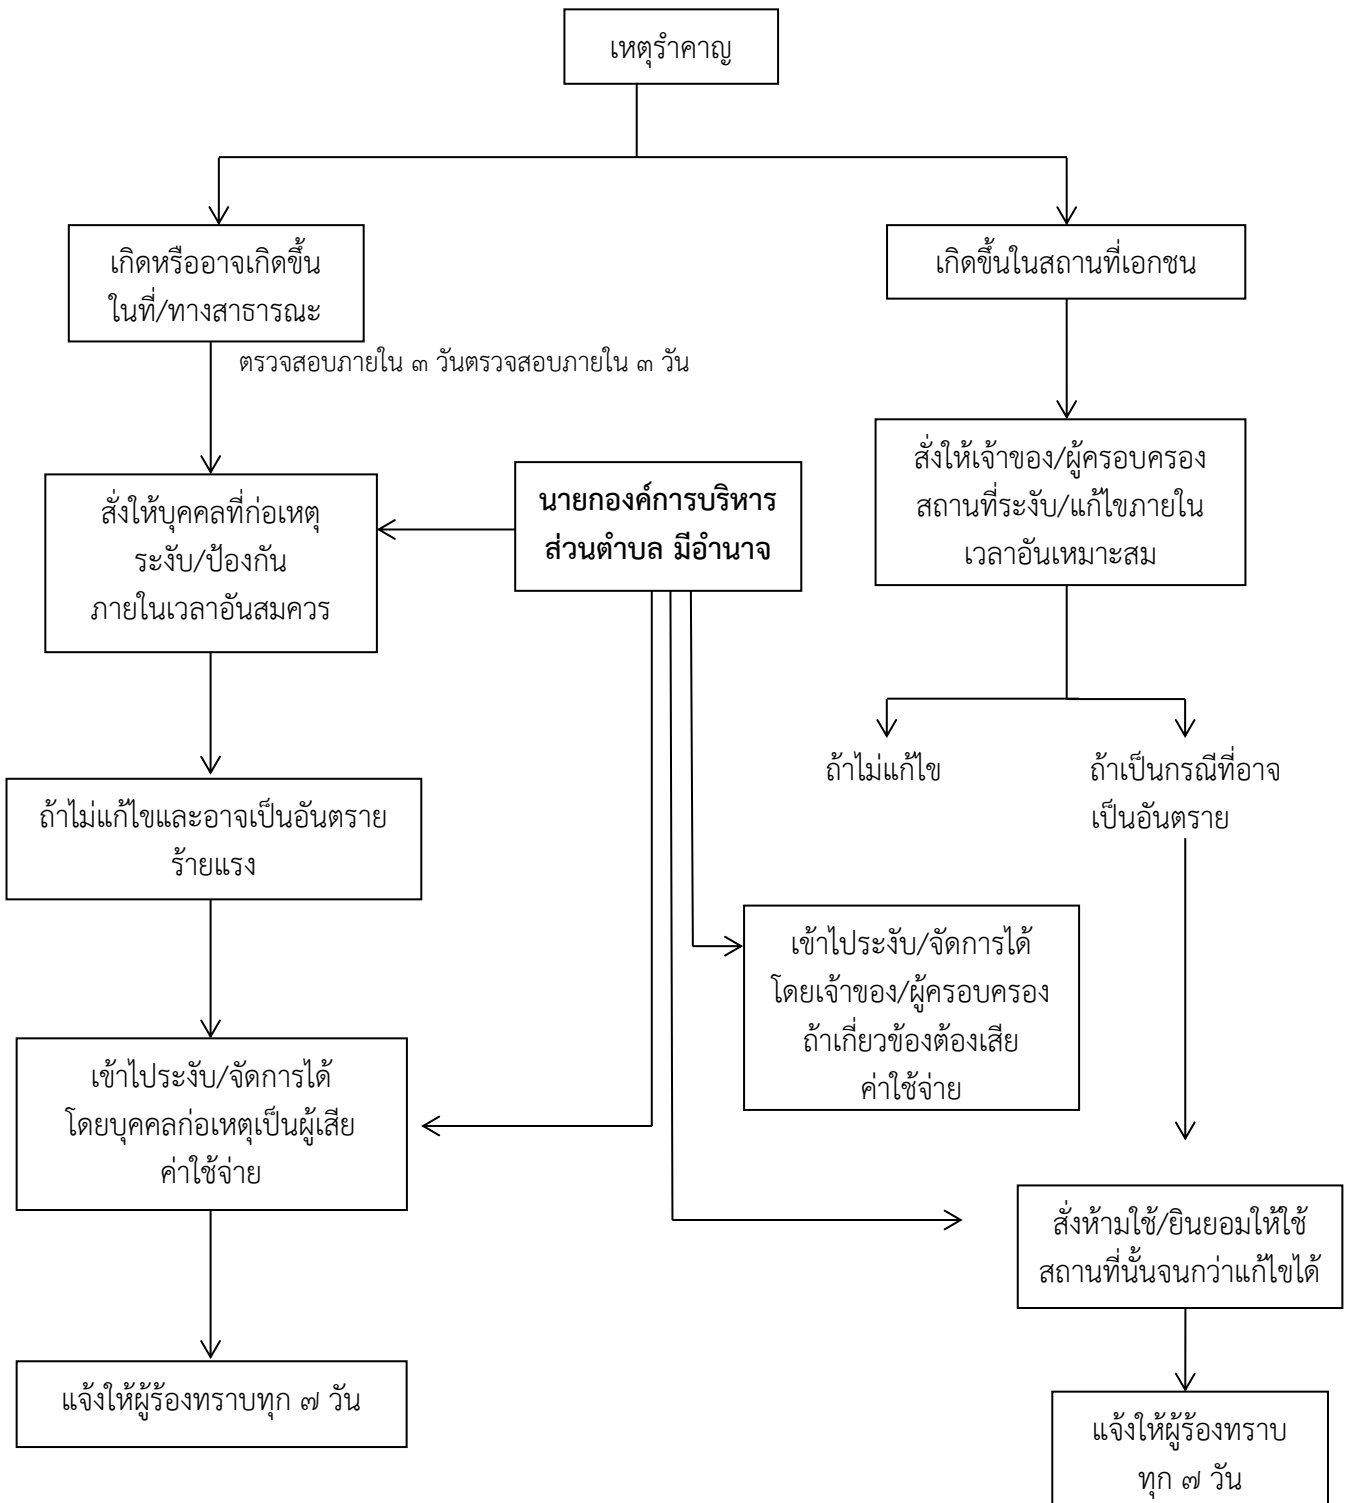 เหตุรำคาญ
เกิดหรืออาจเกิดขึ้น
ในที่/ทางสาธารณะ
เกิดขึ้นในสถานที่เอกชน
ตรวจสอบภายใน ๓ วันตรวจสอบภายใน ๓ วัน
สั่งให้บุคคลที่ก่อเหตุ
ระงับ/ป้องกัน
ภายในเวลาอันสมควร
นายกองค์การบริหาร
ส่วนตำบล มีอำนาจ
สั่งให้เจ้าของ/ผู้ครอบครอง
สถานที่ระงับ/แก้ไขภายใน
เวลาอันเหมาะสม
ถ้าไม่แก้ไข
ถ้าเป็นกรณีที่อาจ
เป็นอันตราย
ถ้าไม่แก้ไขและอาจเป็นอันตราย
ร้ายแรง
เข้าไประงับ/จัดการได้
โดยเจ้าของ/ผู้ครอบครอง
ถ้าเกี่ยวข้องต้องเสีย
ค่าใช้จ่าย
เข้าไประงับ/จัดการได้
โดยบุคคลก่อเหตุเป็นผู้เสีย
ค่าใช้จ่าย
สั่งห้ามใช้/ยินยอมให้ใช้
สถานที่นั้นจนกว่าแก้ไขได้
แจ้งให้ผู้ร้องทราบทุก ๗ วัน
แจ้งให้ผู้ร้องทราบ
ทุก ๗ วัน